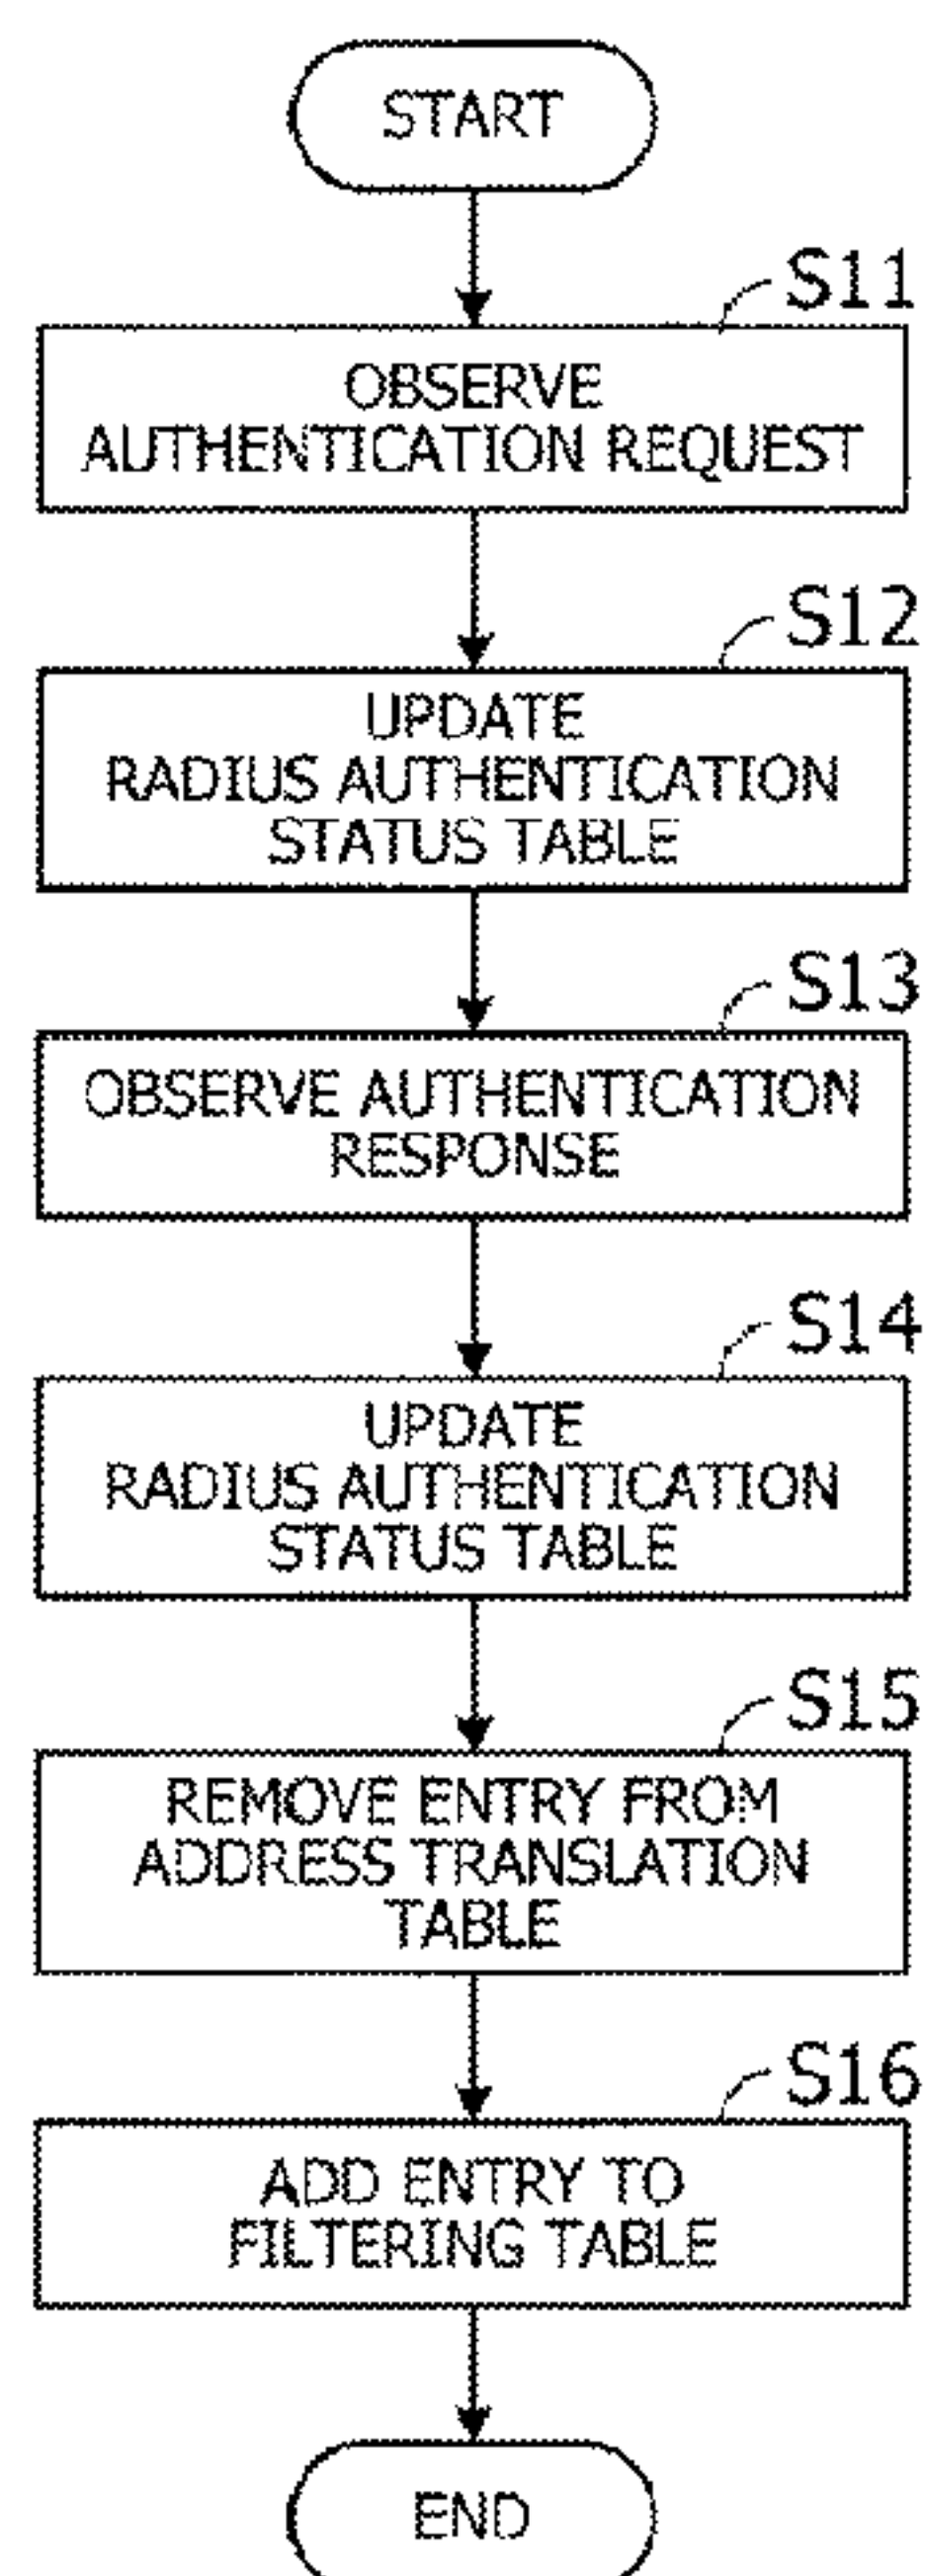 START
S11
OBSERVE
AUTHENTICATION REQUEST
S12
UPDATE
RADIUS AUTHENTICATION
STATUS TABLE
S13
OBSERVE AUTHENTICATION
RESPONSE
S14
UPDATE
RADIUS AUTHENTICATION
STATUS TABLE
S15
REMOVE ENTRY FROM
ADDRESS TRANSLATION
TABLE
S16
ADD ENTRY TO
FILTERING TABLE
END